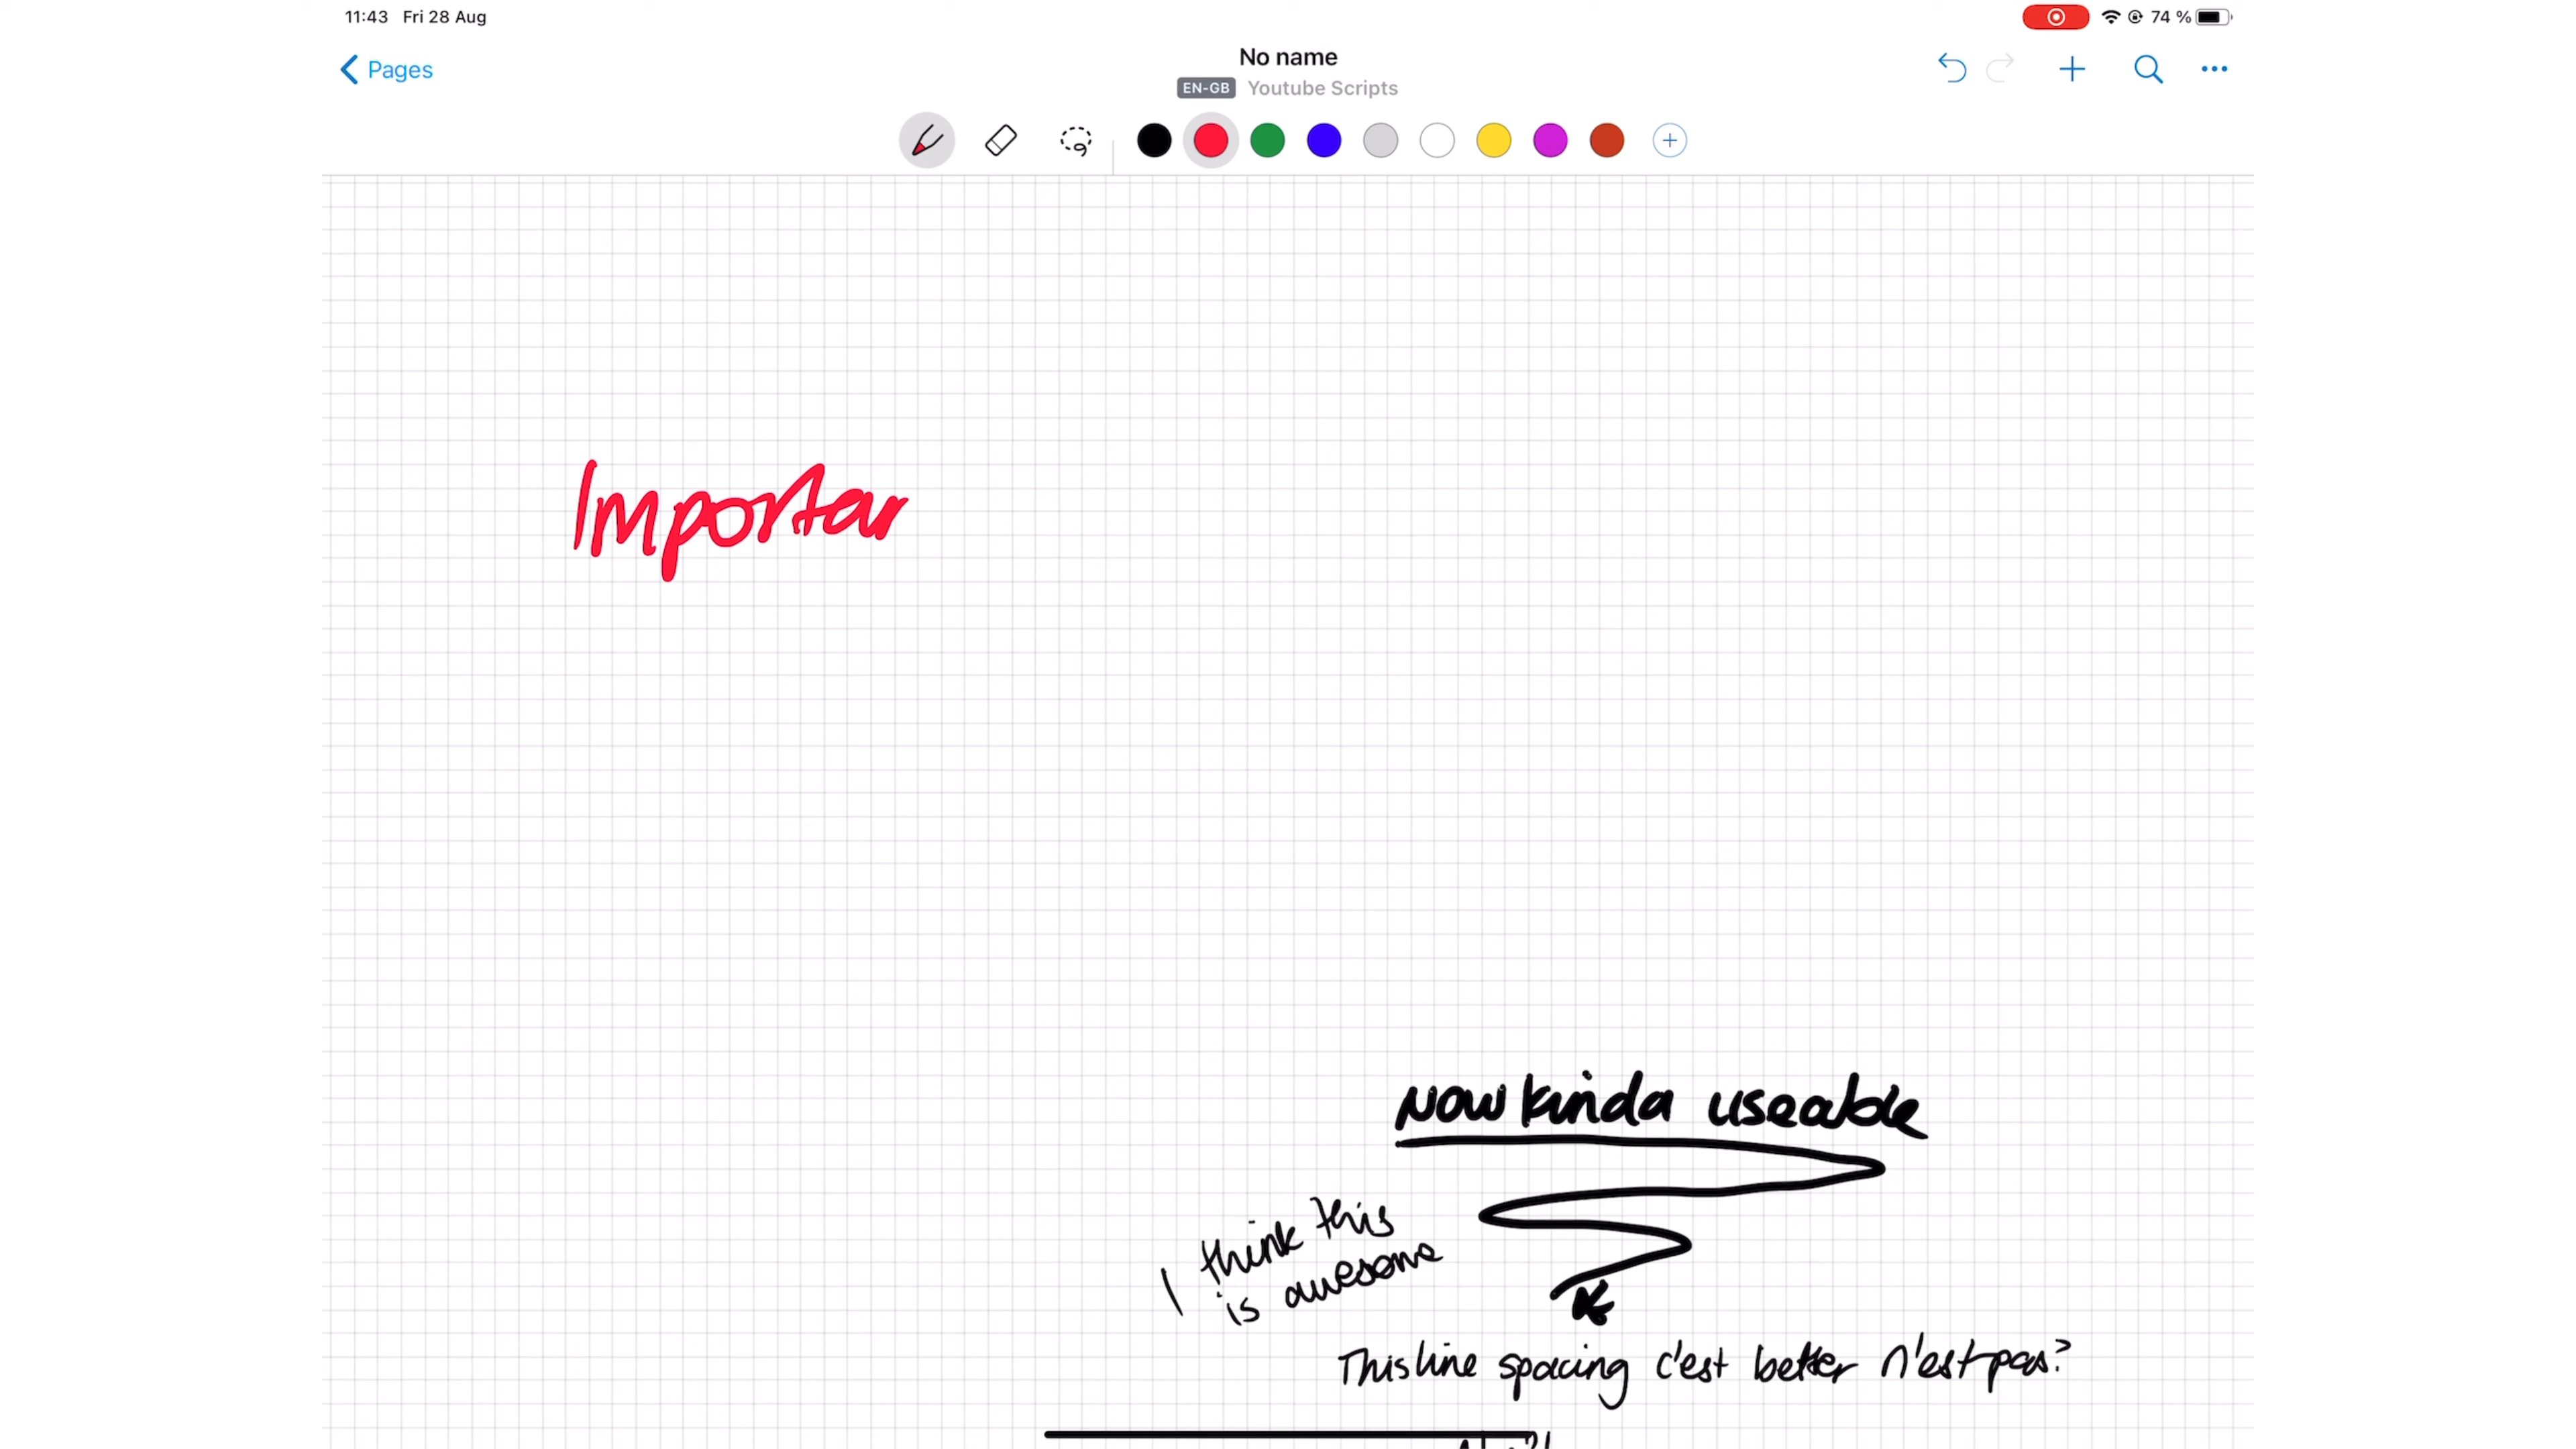 11:43 Fri 28 Aug
74 %
No name
Pages
EN-GB Youtube Scripts
Importan
Now kinda useable
I think this
is awesome
This line spacing c'est better n'est pas?